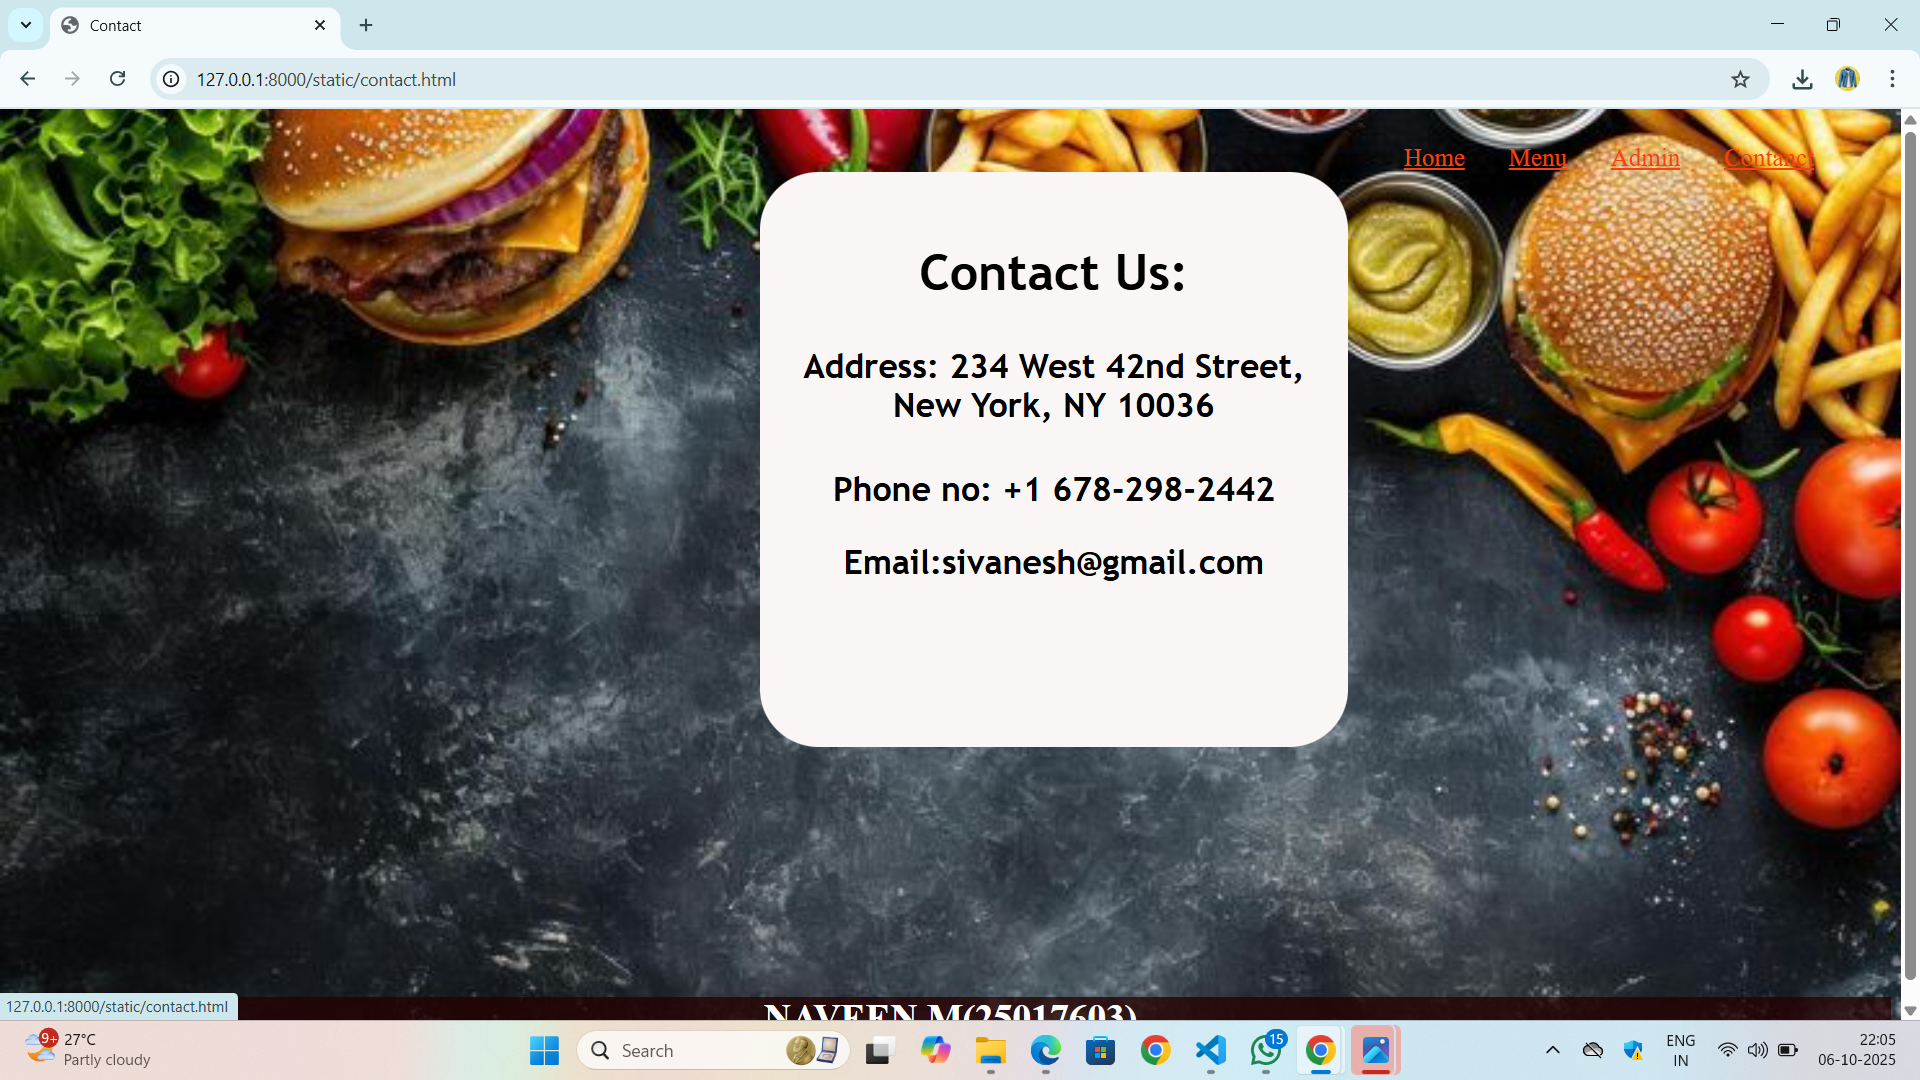 Contact
127.0.0.1:8000/static/contact.html
Home Menu Admin Contanct
Contact Us:
Address: 234 West 42nd Street,
New York, NY 10036
Phone no: +1 678-298-2442
Email:sivanesh@gmail.com
NAVEEN M(25017603)
127.0.0.1:8000/static/contact.html
9+
27°C
Partly cloudy
Search
15
ENG
IN
22:05
06-10-2025